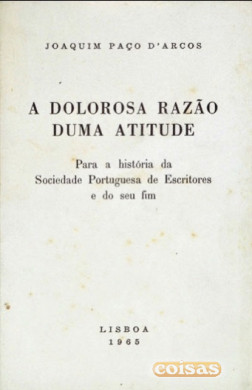 JOAQUIM PAÇO D'ARCOS
A DOLOROSA RAZÃO
DUMA ATITUDE
Para a história da
Sociedade Portuguesa de Escritores
e do seu fim
LISBOA
1965
coisas